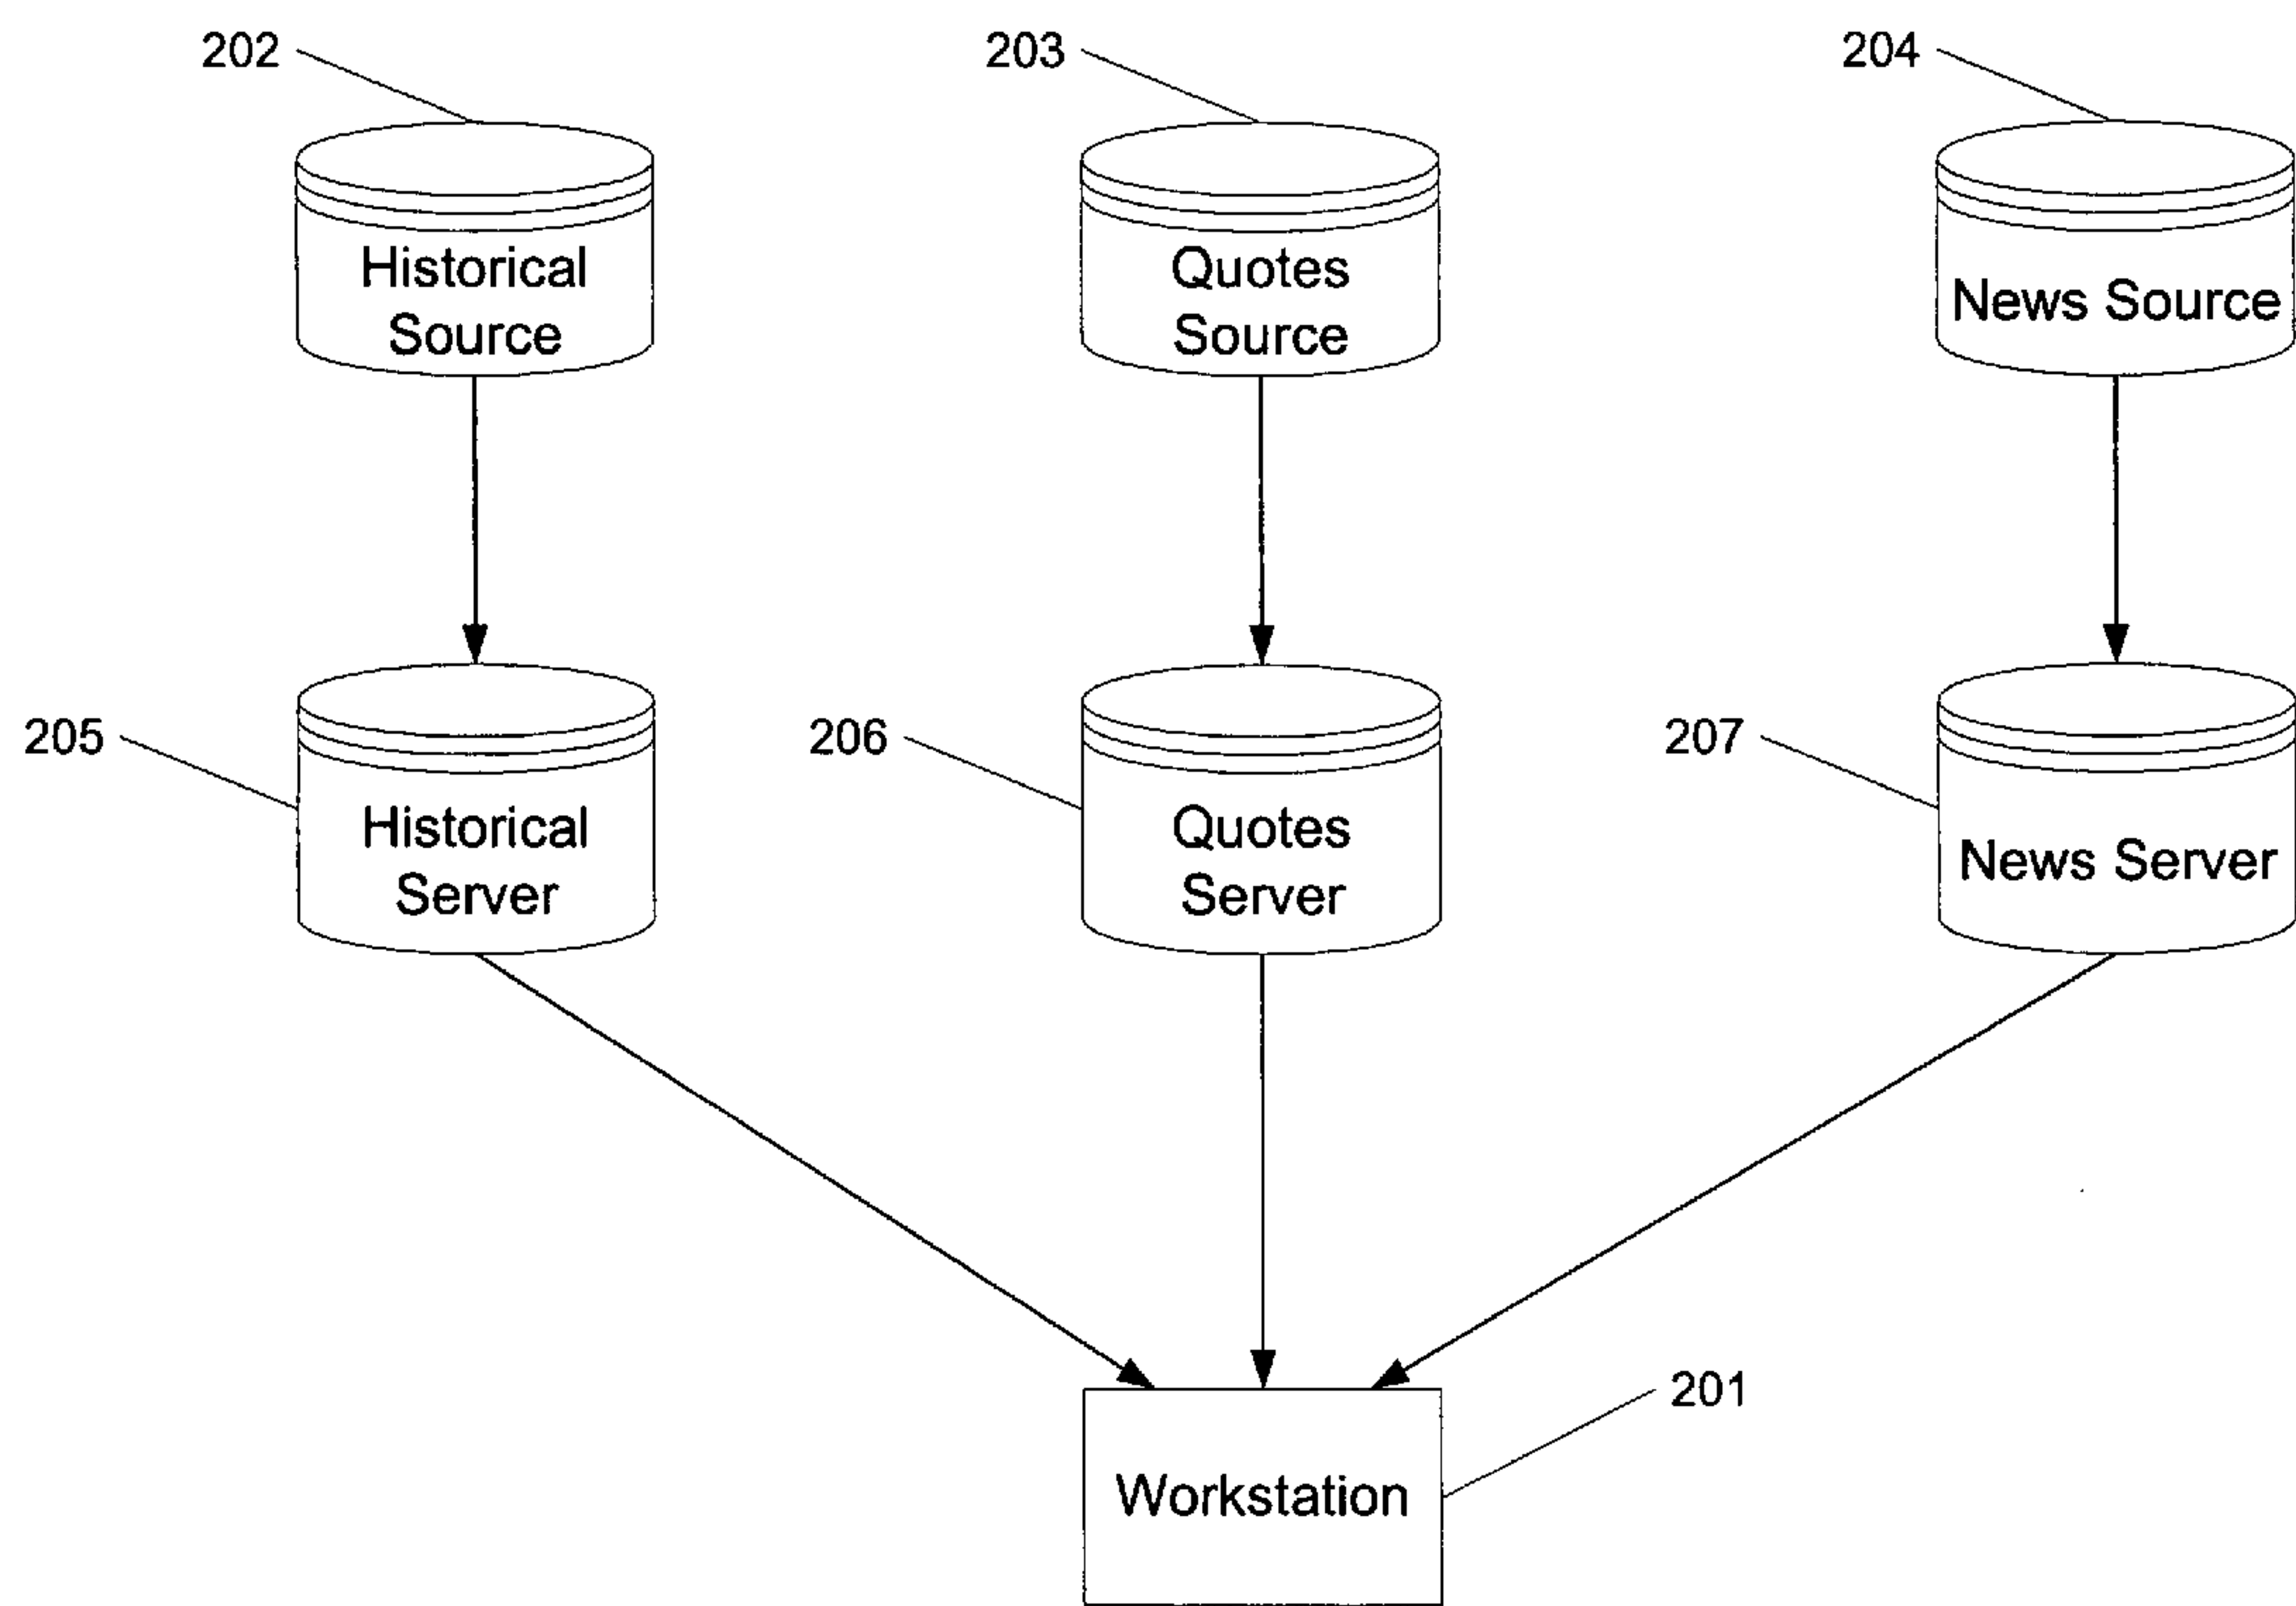 202
203
204
Historical
Source
Quotes
Source
News Source
205
206
207
Historical
Server
Quotes
Server
News Server
201
Workstation